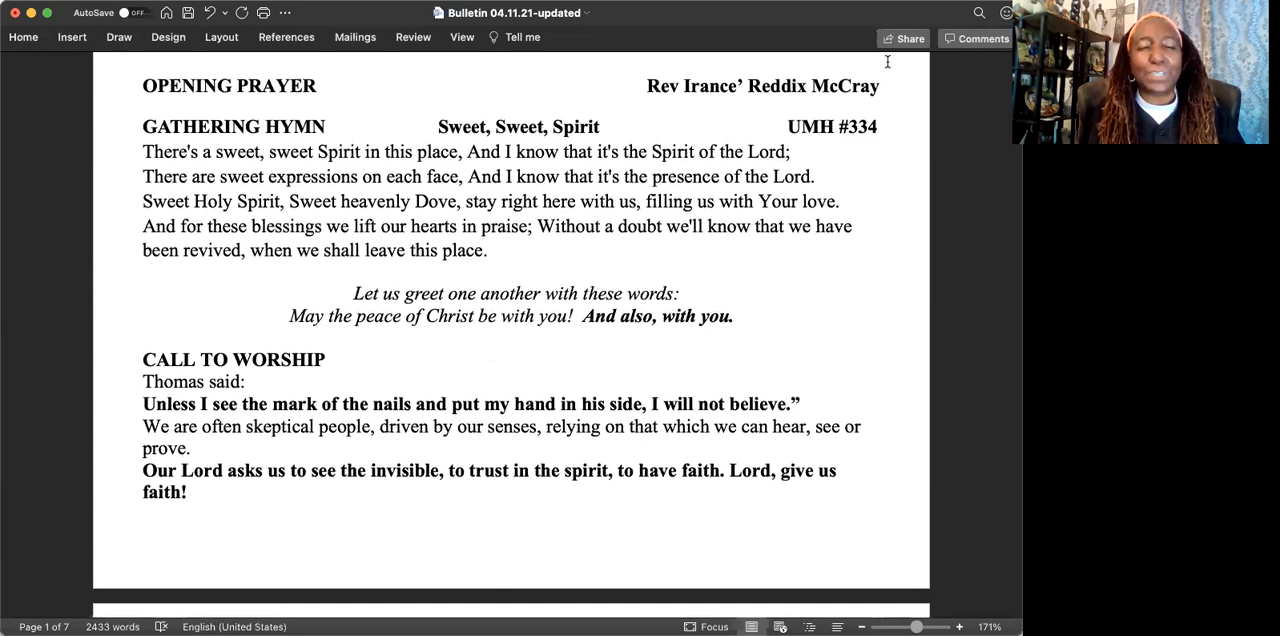 AutoSave OFF
Bulletin 04.11.21-updated
Home Insert Draw Design Layout References Mailings Review View Tell me Share Comments
OPENING PRAYER Rev Irance’ Reddix McCray
GATHERING HYMN Sweet, Sweet, Spirit UMH #334
There's a sweet, sweet Spirit in this place, And I know that it's the Spirit of the Lord;
There are sweet expressions on each face, And I know that it's the presence of the Lord.
Sweet Holy Spirit, Sweet heavenly Dove, stay right here with us, filling us with Your love.
And for these blessings we lift our hearts in praise; Without a doubt we'll know that we have
been revived, when we shall leave this place.
Let us greet one another with these words:
May the peace of Christ be with you! And also, with you.
CALL TO WORSHIP
Thomas said:
Unless I see the mark of the nails and put my hand in his side, I will not believe.”
We are often skeptical people, driven by our senses, relying on that which we can hear, see or
prove.
Our Lord asks us to see the invisible, to trust in the spirit, to have faith. Lord, give us
faith!
Page 1 of 7 2433 words English (United States) Focus 171%